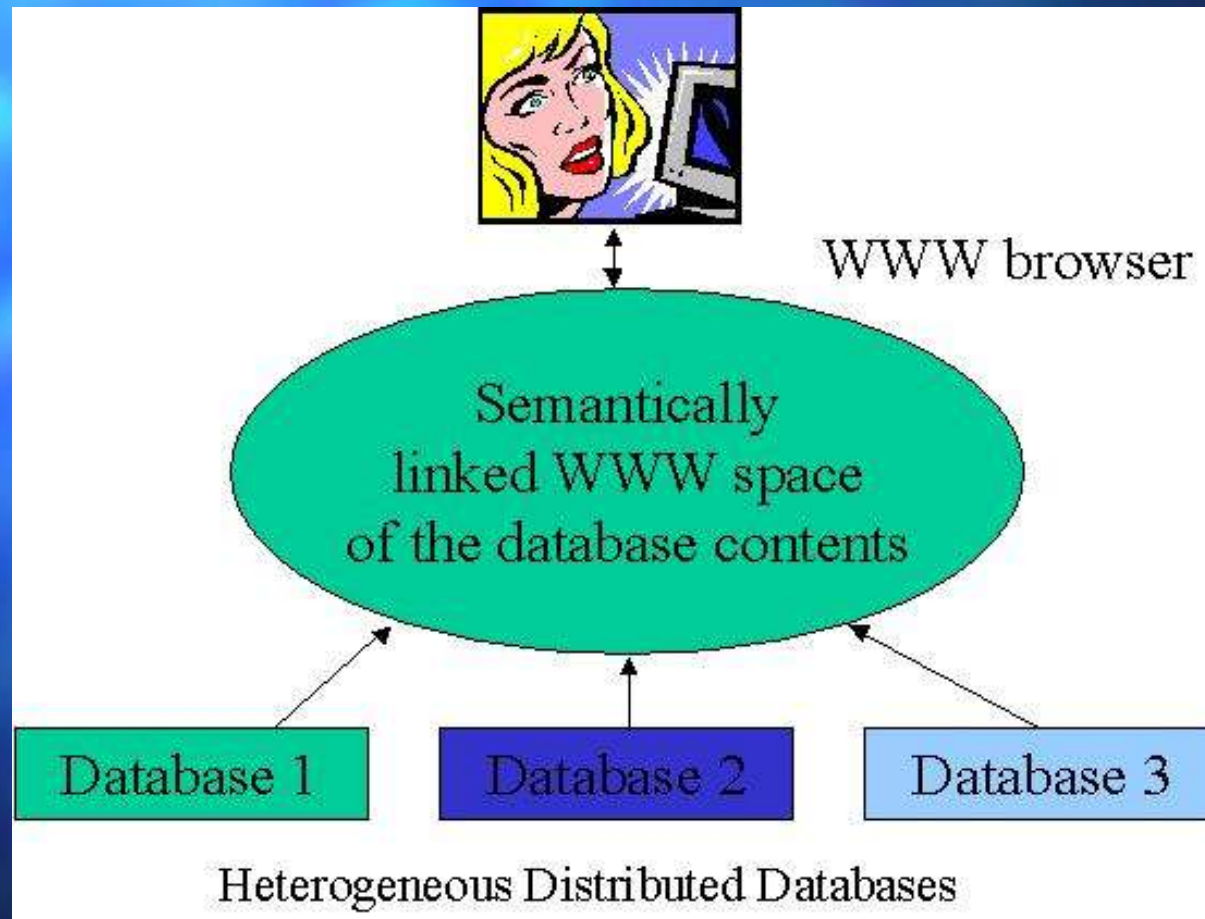 WWW browser
Semantically
linked WWW space
of the database contents
Database 1
Database 2
Database 3
Heterogeneous Distributed Databases